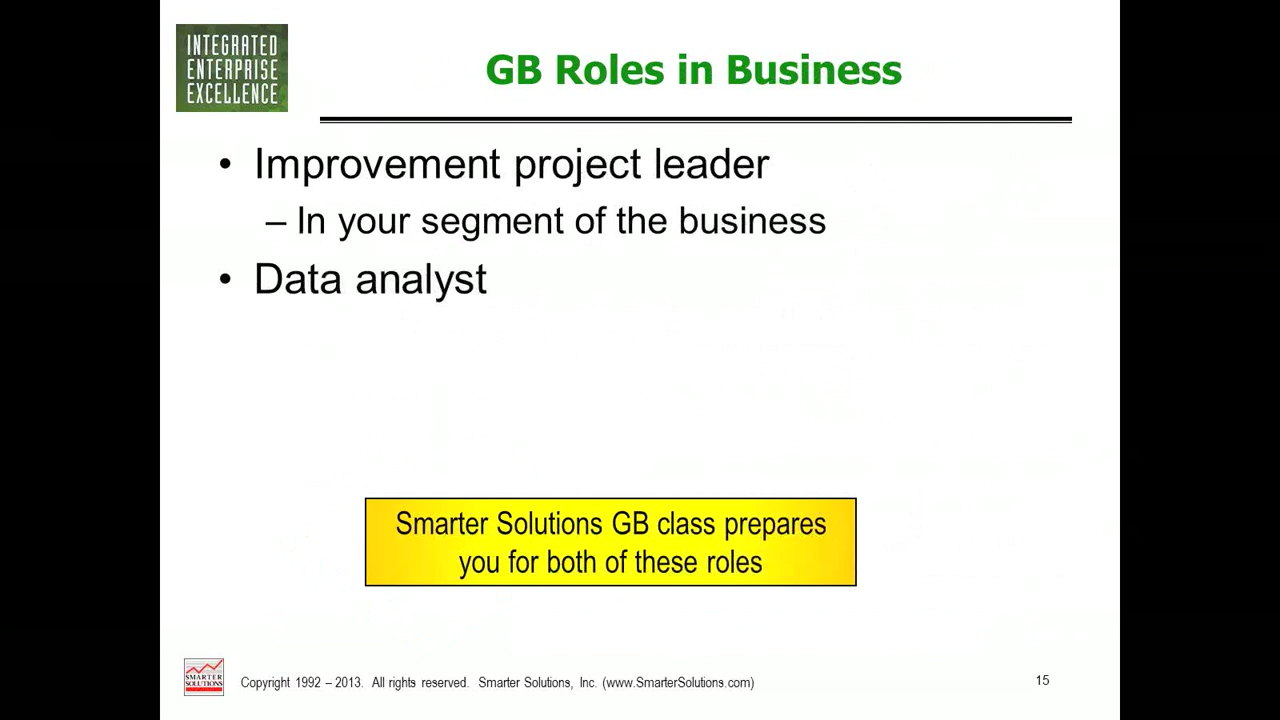 INTEGRATED
ENTERPRISE
EXCELLENCE
GB Roles in Business
• Improvement project leader
– In your segment of the business
• Data analyst
Smarter Solutions GB class prepares
you for both of these roles
SMARTER
SOLUTIONS
Copyright 1992 – 2013. All rights reserved. Smarter Solutions, Inc. (www.SmarterSolutions.com)
15